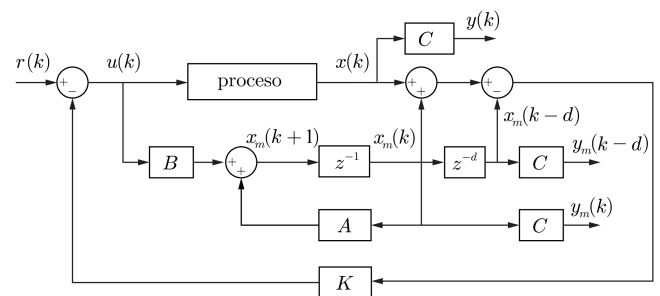 y(k)
C
r(k) u(k) x(k)
+ − proceso + + + −
x_m(k−d)
x_m(k+1) x_m(k) y_m(k−d)
B + + z^{-1} z^{-d} C
y_m(k)
A C
K